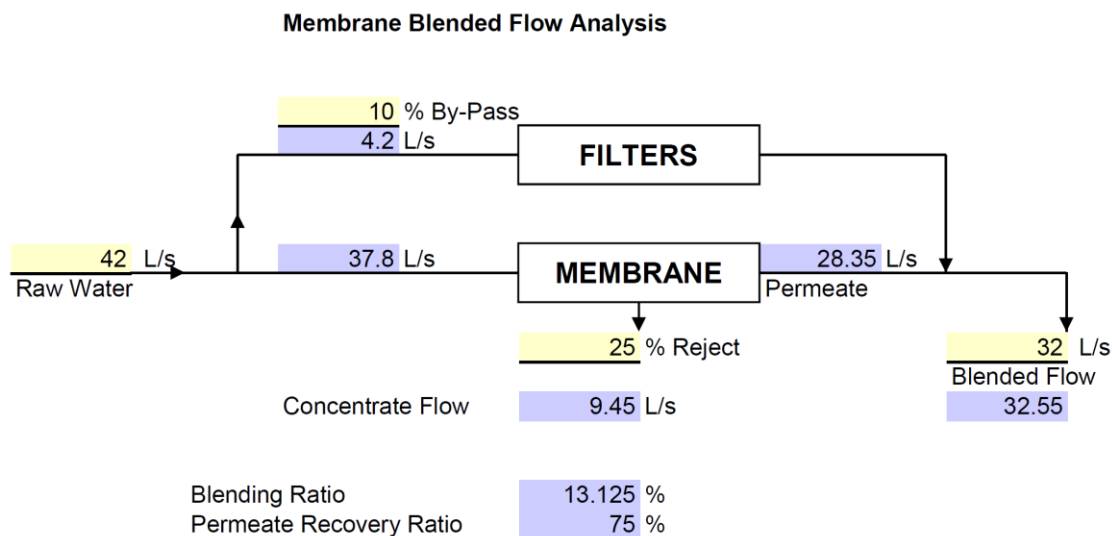 Membrane Blended Flow Analysis
10 % By-Pass
4.2 L/s
FILTERS
42 L/s
37.8 L/s
MEMBRANE
28.35 L/s
Raw Water
Permeate
25 % Reject
32 L/s
Blended Flow
Concentrate Flow 9.45 L/s
32.55
Blending Ratio 13.125 %
Permeate Recovery Ratio 75 %